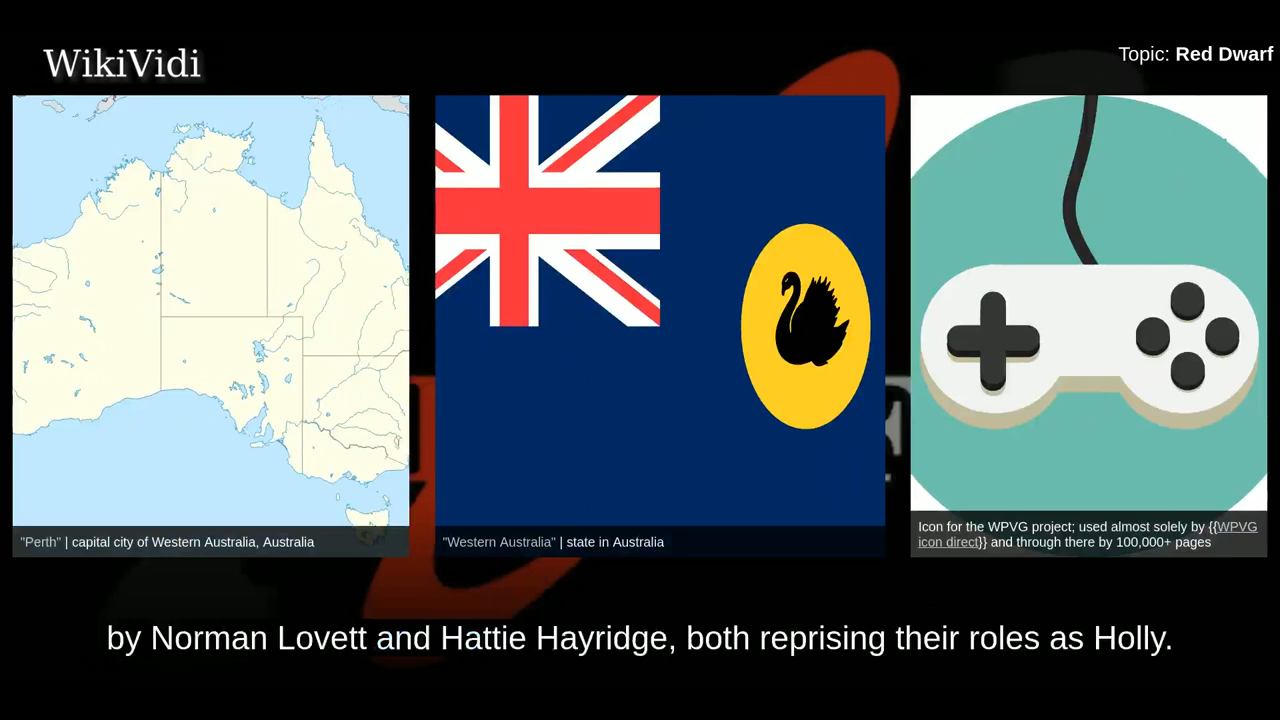 WikiVidi
Topic: Red Dwarf
"Perth" | capital city of Western Australia, Australia
"Western Australia" | state in Australia
Icon for the WPVG project; used almost solely by {{WPVG
icon direct}} and through there by 100,000+ pages
by Norman Lovett and Hattie Hayridge, both reprising their roles as Holly.